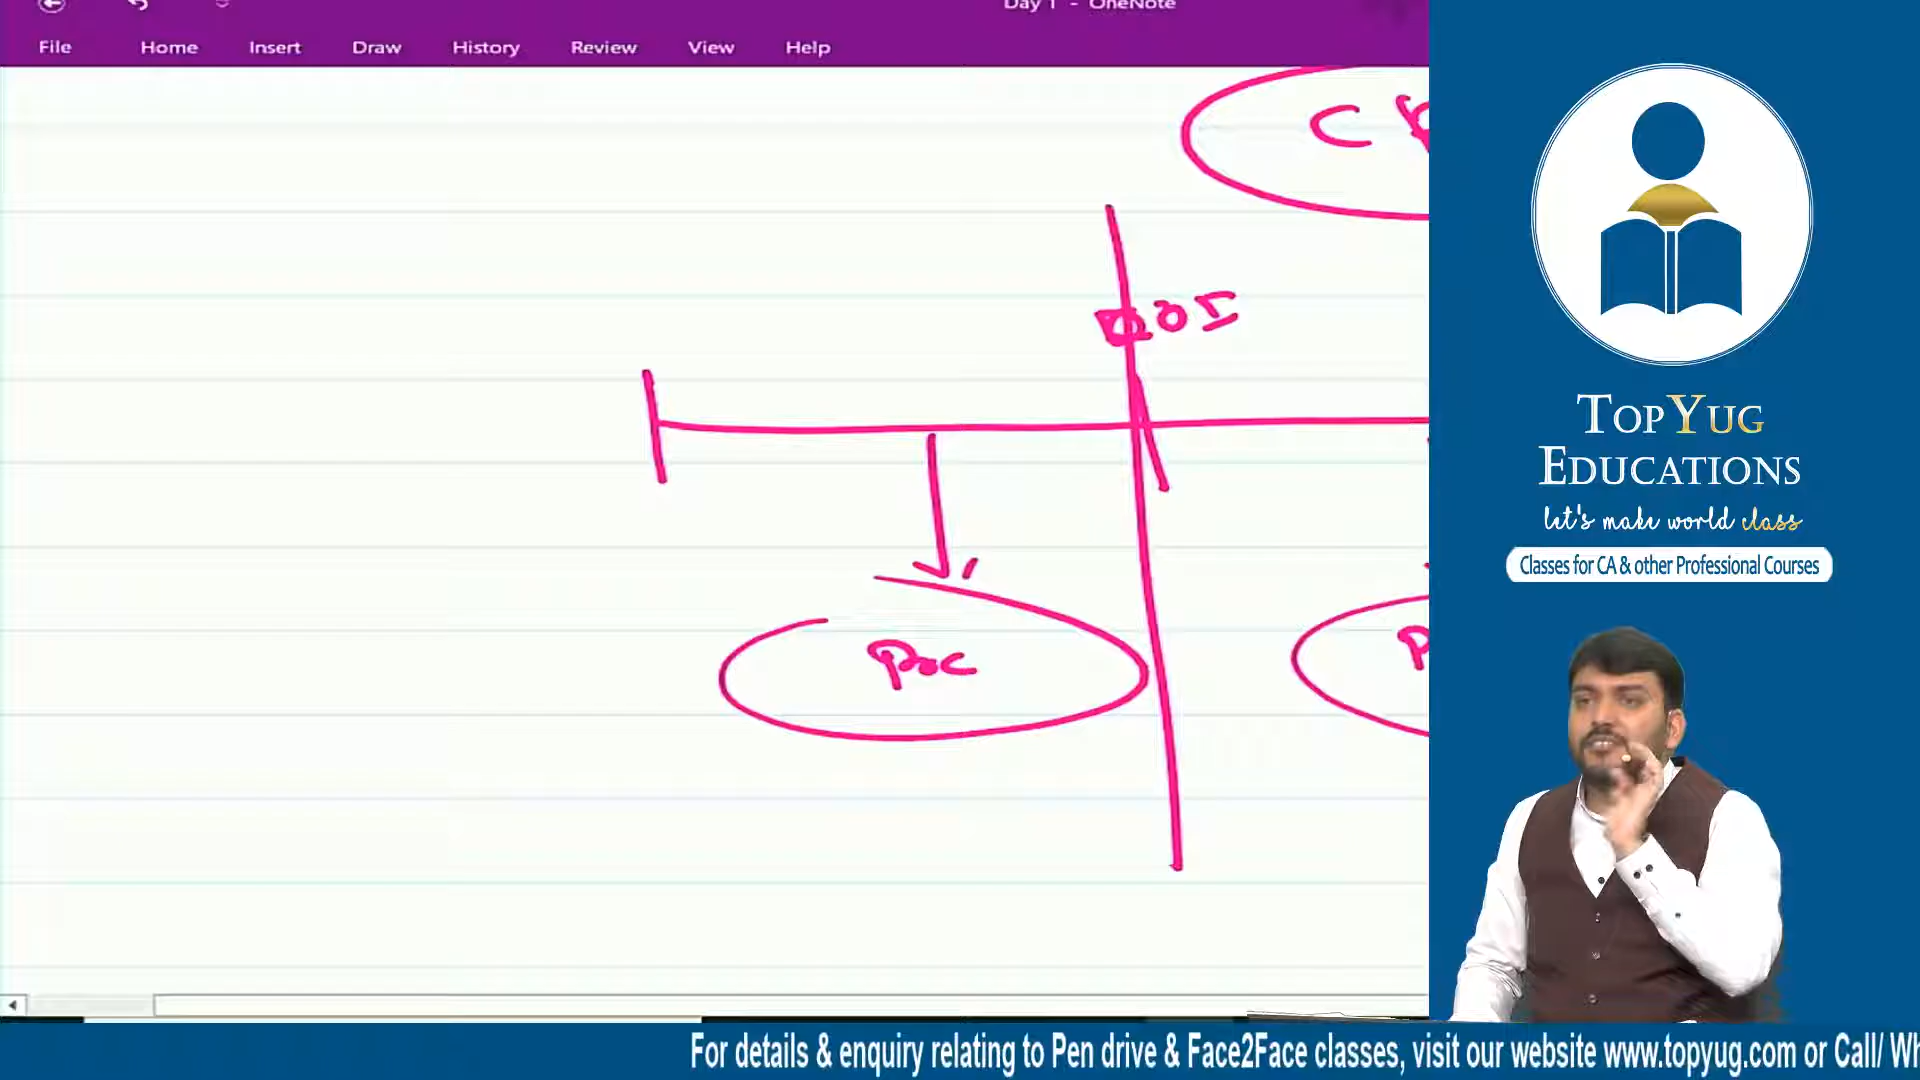 Day 1 - OneNote
File Home Insert Draw History Review View Help
C
DOI
POC
P
TOPYUG
EDUCATIONS
let's make world class
Classes for CA & other Professional Courses
For details & enquiry relating to Pen drive & Face2Face classes, visit our website www.topyug.com or Call/ Wh